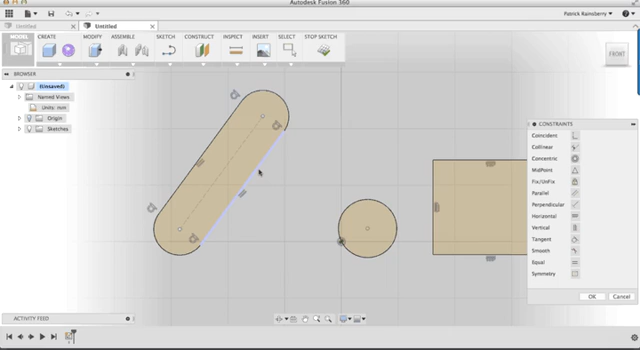 Autodesk Fusion 360
Patrick Rainsberry
Untitled
Untitled
MODEL
CREATE
MODIFY
ASSEMBLE
SKETCH
CONSTRUCT
INSPECT
INSERT
SELECT
STOP SKETCH
BROWSER
(Unsaved)
Named Views
Units: mm
Origin
Sketches
FRONT
CONSTRAINTS
Coincident
Collinear
Concentric
MidPoint
Fix/UnFix
Parallel
Perpendicular
Horizontal
Vertical
Tangent
Smooth
Equal
Symmetry
OK
Cancel
ACTIVITY FEED